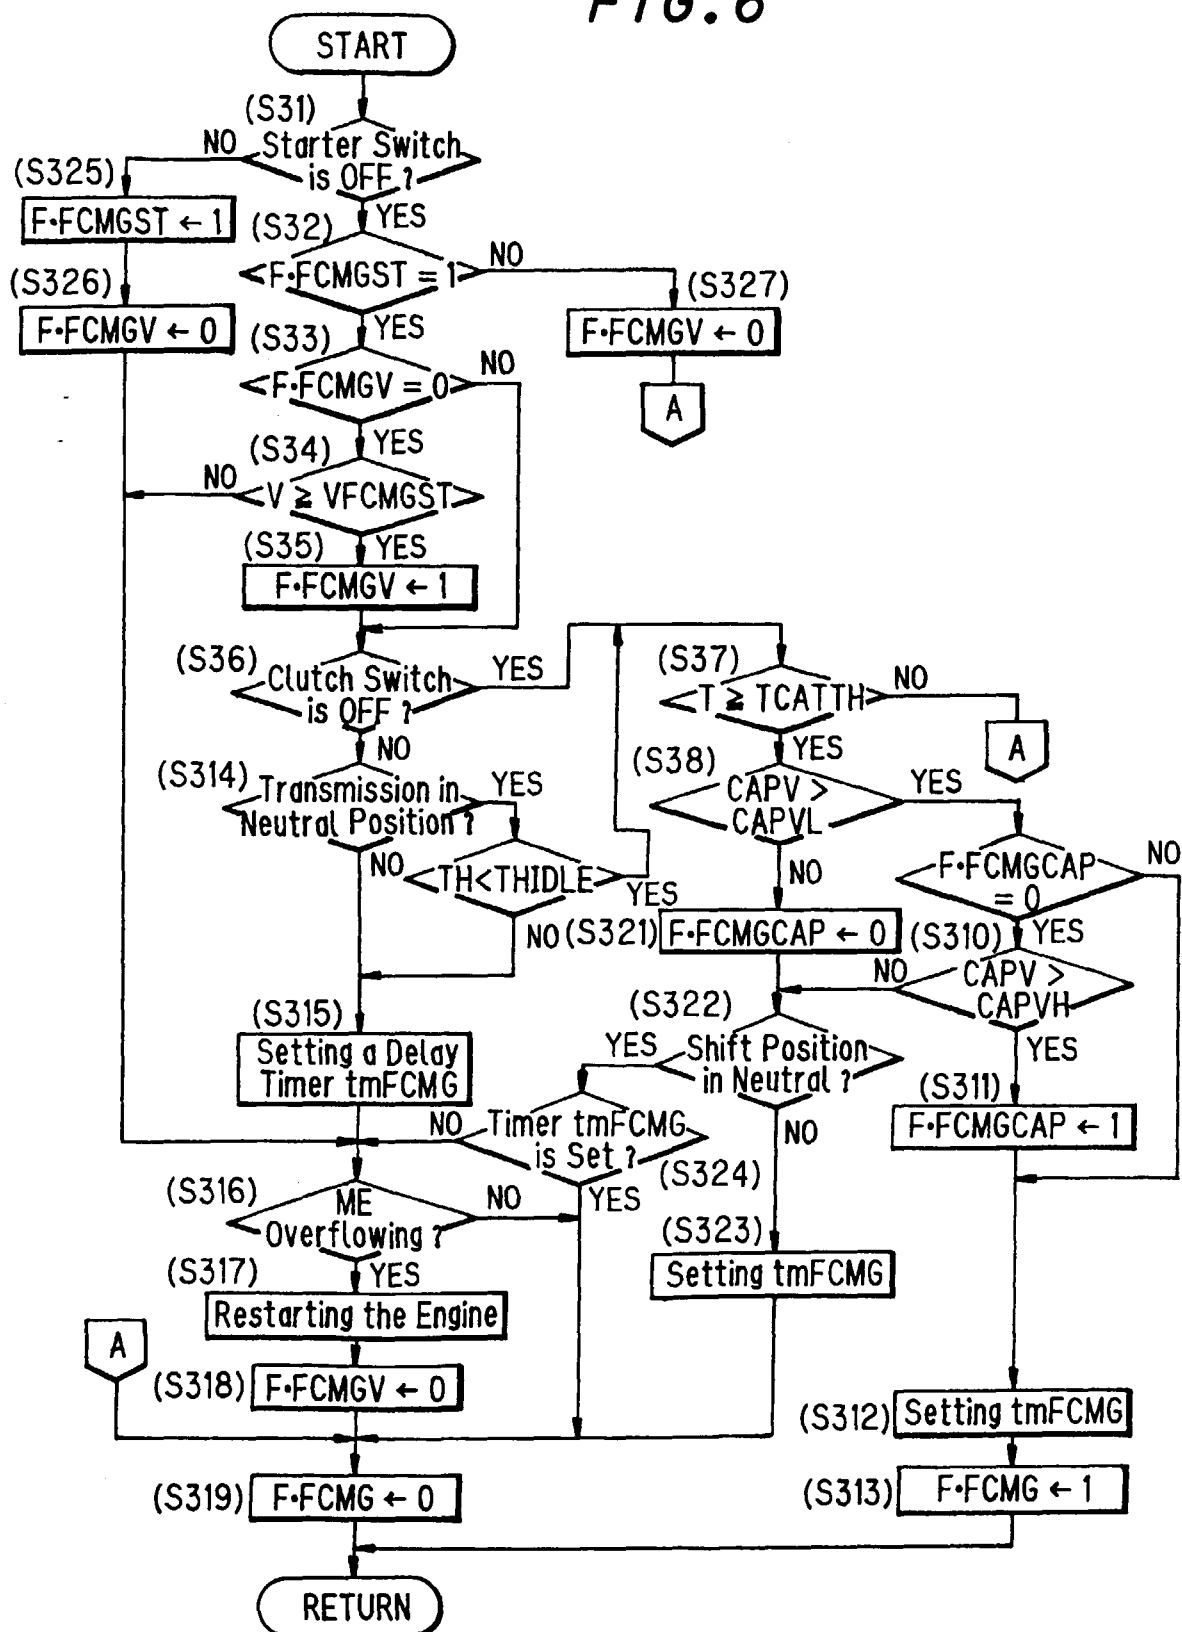 FIG.6
START
(S31)
NO
Starter Switch
is OFF ?
(S325)
YES
F•FCMGST ← 1
(S32)
NO
F•FCMGST = 1
(S326)
(S327)
F•FCMGV ← 0
YES
F•FCMGV ← 0
(S33)
NO
F•FCMGV = 0
A
YES
(S34)
NO
V ≧ VFCMGST
(S35)
YES
F•FCMGV ← 1
(S36)
YES
Clutch Switch
is OFF ?
(S37)
NO
T ≧ TCATTH
NO
A
YES
(S314)
YES
Transmission in
Neutral Position ?
(S38)
YES
CAPV >
CAPVL
NO
TH<THIDLE
YES
NO
NO
F•FCMGCAP
= 0
NO
(S321)
F•FCMGCAP ← 0
(S310)
YES
NO
CAPV >
CAPVH
(S315)
Setting a Delay
Timer tmFCMG
(S322)
YES
Shift Position
in Neutral ?
YES
(S311)
F•FCMGCAP ← 1
NO
Timer tmFCMG
is Set ?
NO
(S324)
YES
(S316)
NO
ME
Overflowing ?
(S323)
Setting tmFCMG
(S317)
YES
Restarting the Engine
A
(S318)
F•FCMGV ← 0
(S312)
Setting tmFCMG
(S319)
F•FCMG ← 0
(S313)
F•FCMG ← 1
RETURN